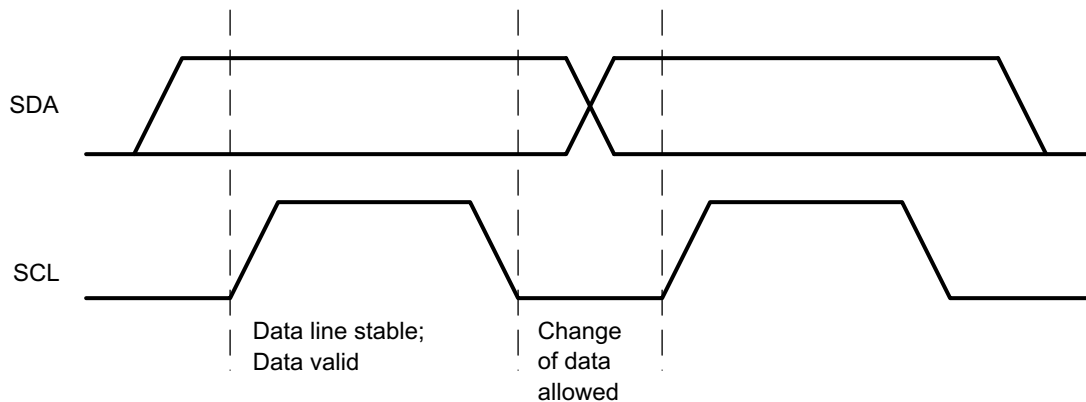 SDA
SCL
Data line stable;
Data valid
Change
of data
allowed